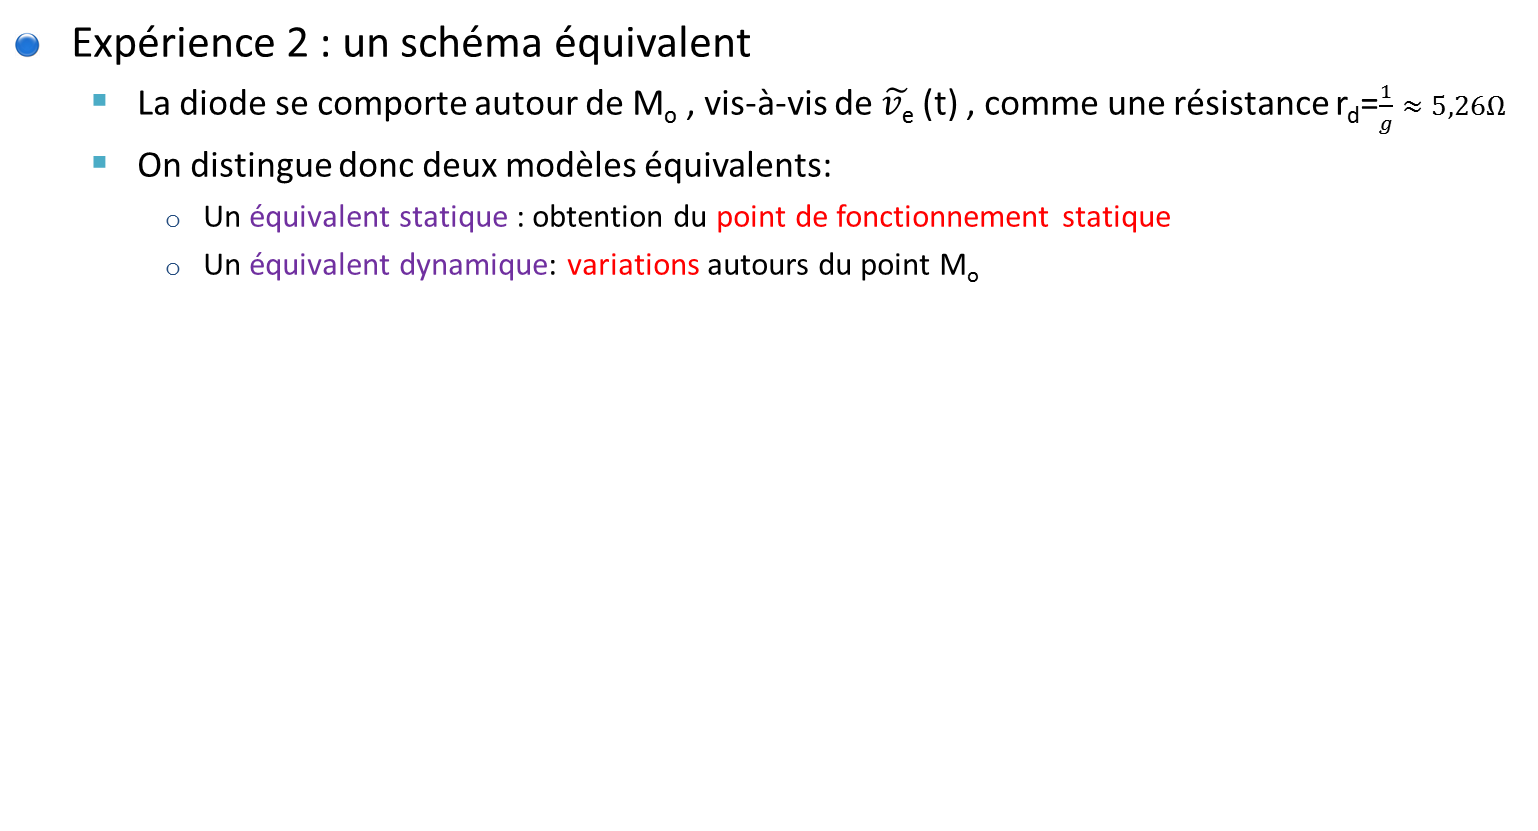 Expérience 2 : un schéma équivalent
La diode se comporte autour de Mo , vis-à-vis de ṽe (t) , comme une résistance rd=1/g ≈ 5,26Ω
On distingue donc deux modèles équivalents:
Un équivalent statique : obtention du point de fonctionnement statique
Un équivalent dynamique: variations autours du point Mo